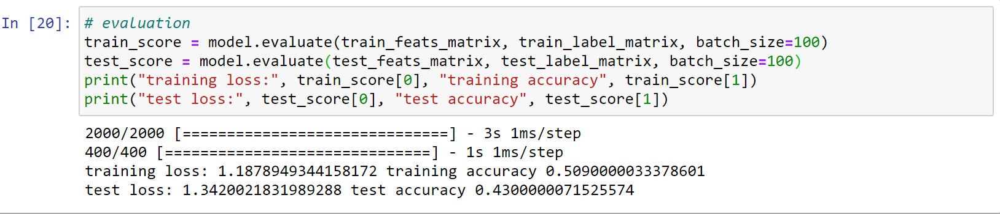 In [20]: # evaluation
train_score = model.evaluate(train_feats_matrix, train_label_matrix, batch_size=100)
test_score = model.evaluate(test_feats_matrix, test_label_matrix, batch_size=100)
print("training loss:", train_score[0], "training accuracy", train_score[1])
print("test loss:", test_score[0], "test accuracy", test_score[1])
2000/2000 [==============================] - 3s 1ms/step
400/400 [==============================] - 1s 1ms/step
training loss: 1.1878949344158172 training accuracy 0.5090000033378601
test loss: 1.3420021831989288 test accuracy 0.4300000071525574